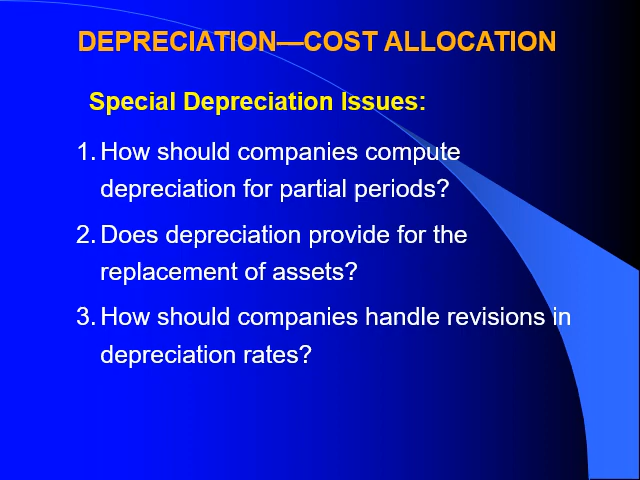 DEPRECIATION—COST ALLOCATION
Special Depreciation Issues:
1. How should companies compute
depreciation for partial periods?
2. Does depreciation provide for the
replacement of assets?
3. How should companies handle revisions in
depreciation rates?